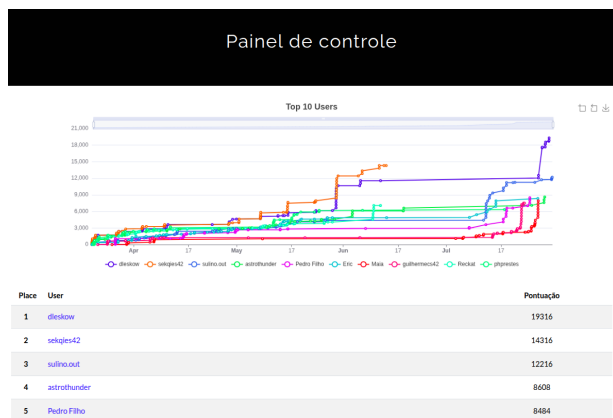 Painel de controle
Top 10 Users
21,000
18,000
15,000
12,000
9,000
6,000
3,000
0
Apr 17 May 17 Jun 17 Jul 17
dleskow sekqies42 sulino.out astrothunder Pedro Filho Eric Maia guilhermecs42 Reckal phprestes
Place User Pontuação
1 dleskow 19316
2 sekqies42 14316
3 sulino.out 12216
4 astrothunder 8608
5 Pedro Filho 8484